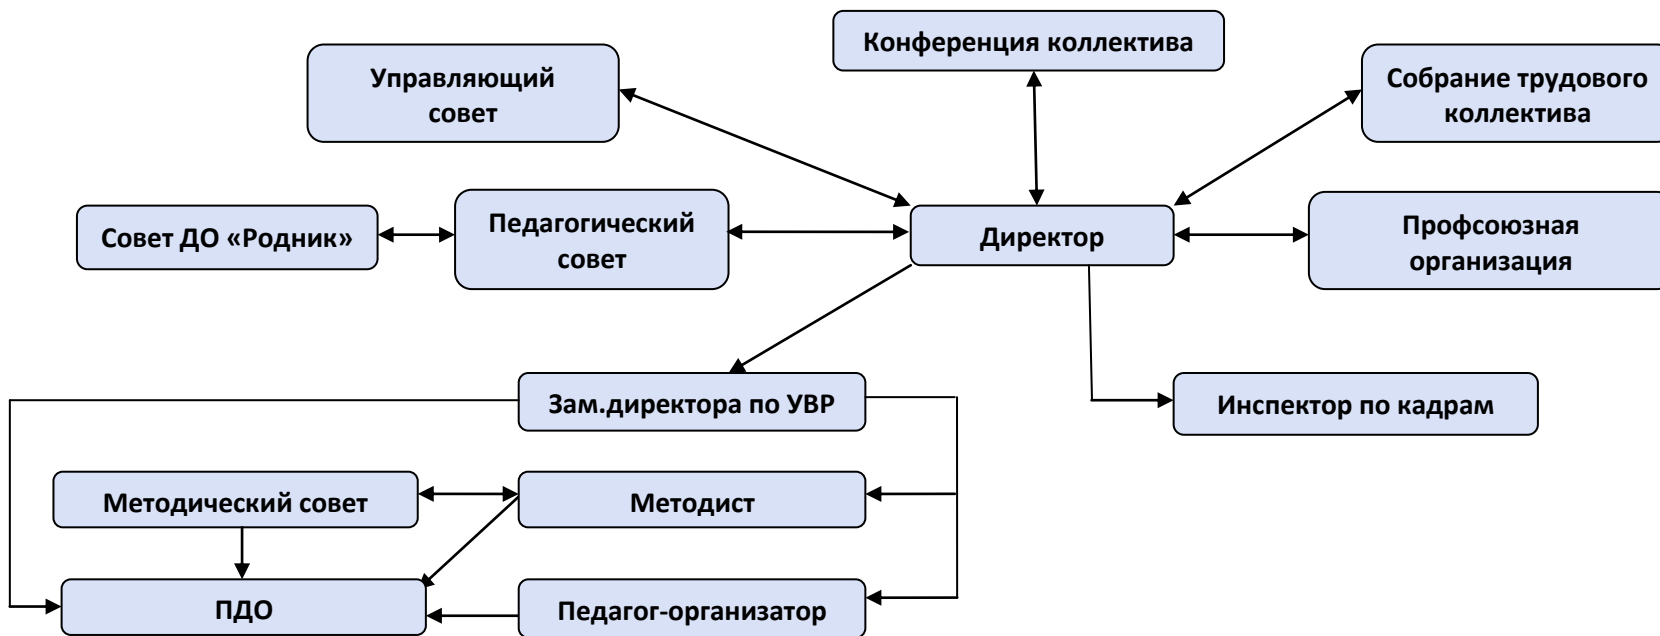 Конференция коллектива
Управляющий
совет
Собрание трудового
коллектива
Совет ДО «Родник»
Педагогический
совет
Директор
Профсоюзная
организация
Зам.директора по УВР
Инспектор по кадрам
Методический совет
Методист
ПДО
Педагог-организатор